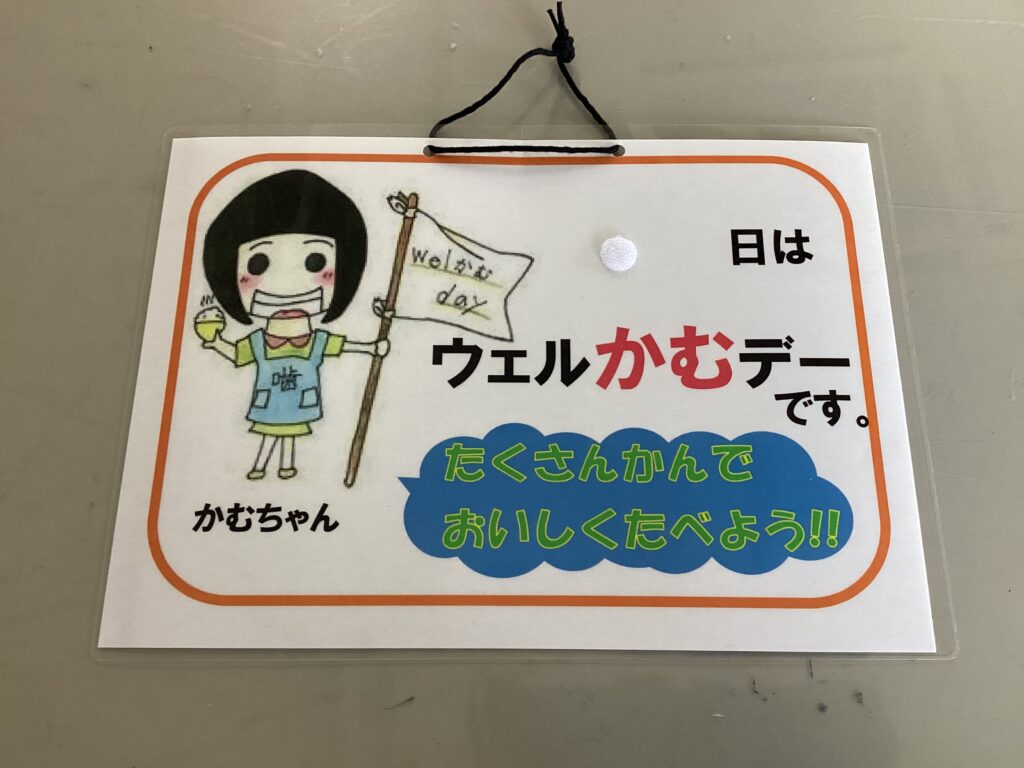 welかむ
day
日は
ウェルかむデー
です。
噛
かむちゃん
たくさんかんで
おいしくたべよう!!